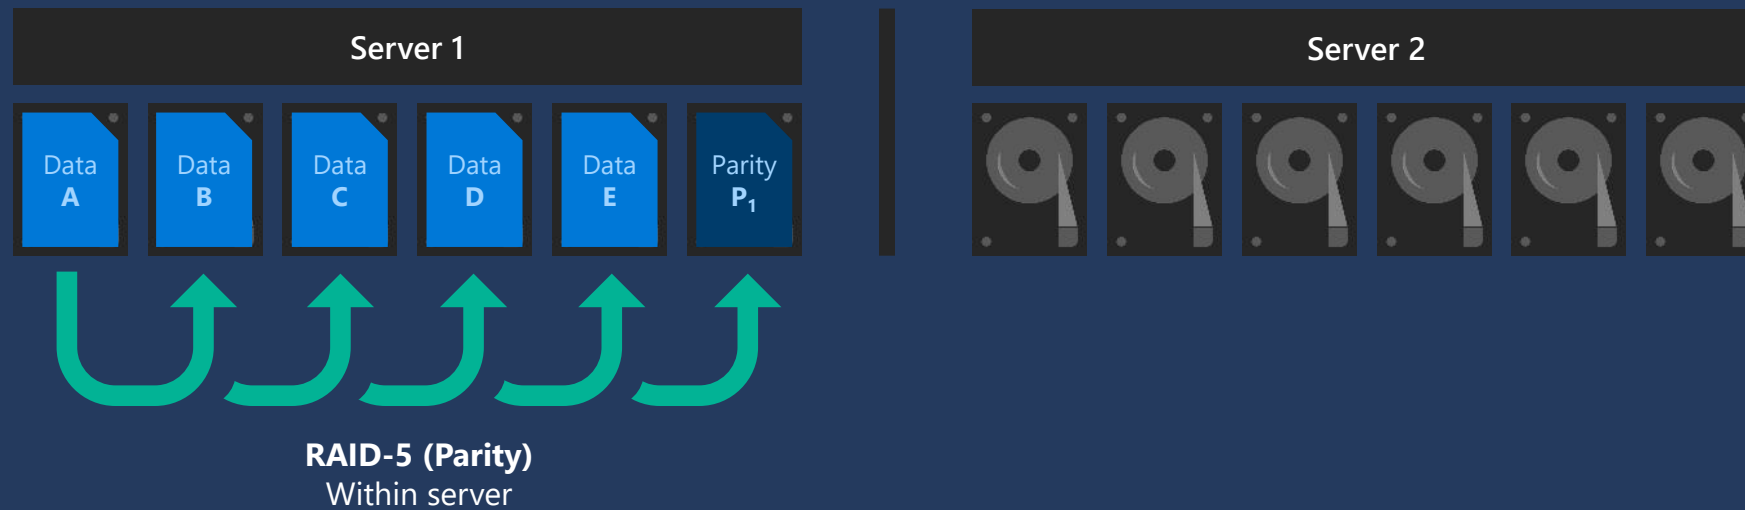 Server 1
Server 2
Data
A
Data
B
Data
C
Data
D
Data
E
Parity
P₁
RAID-5 (Parity)
Within server